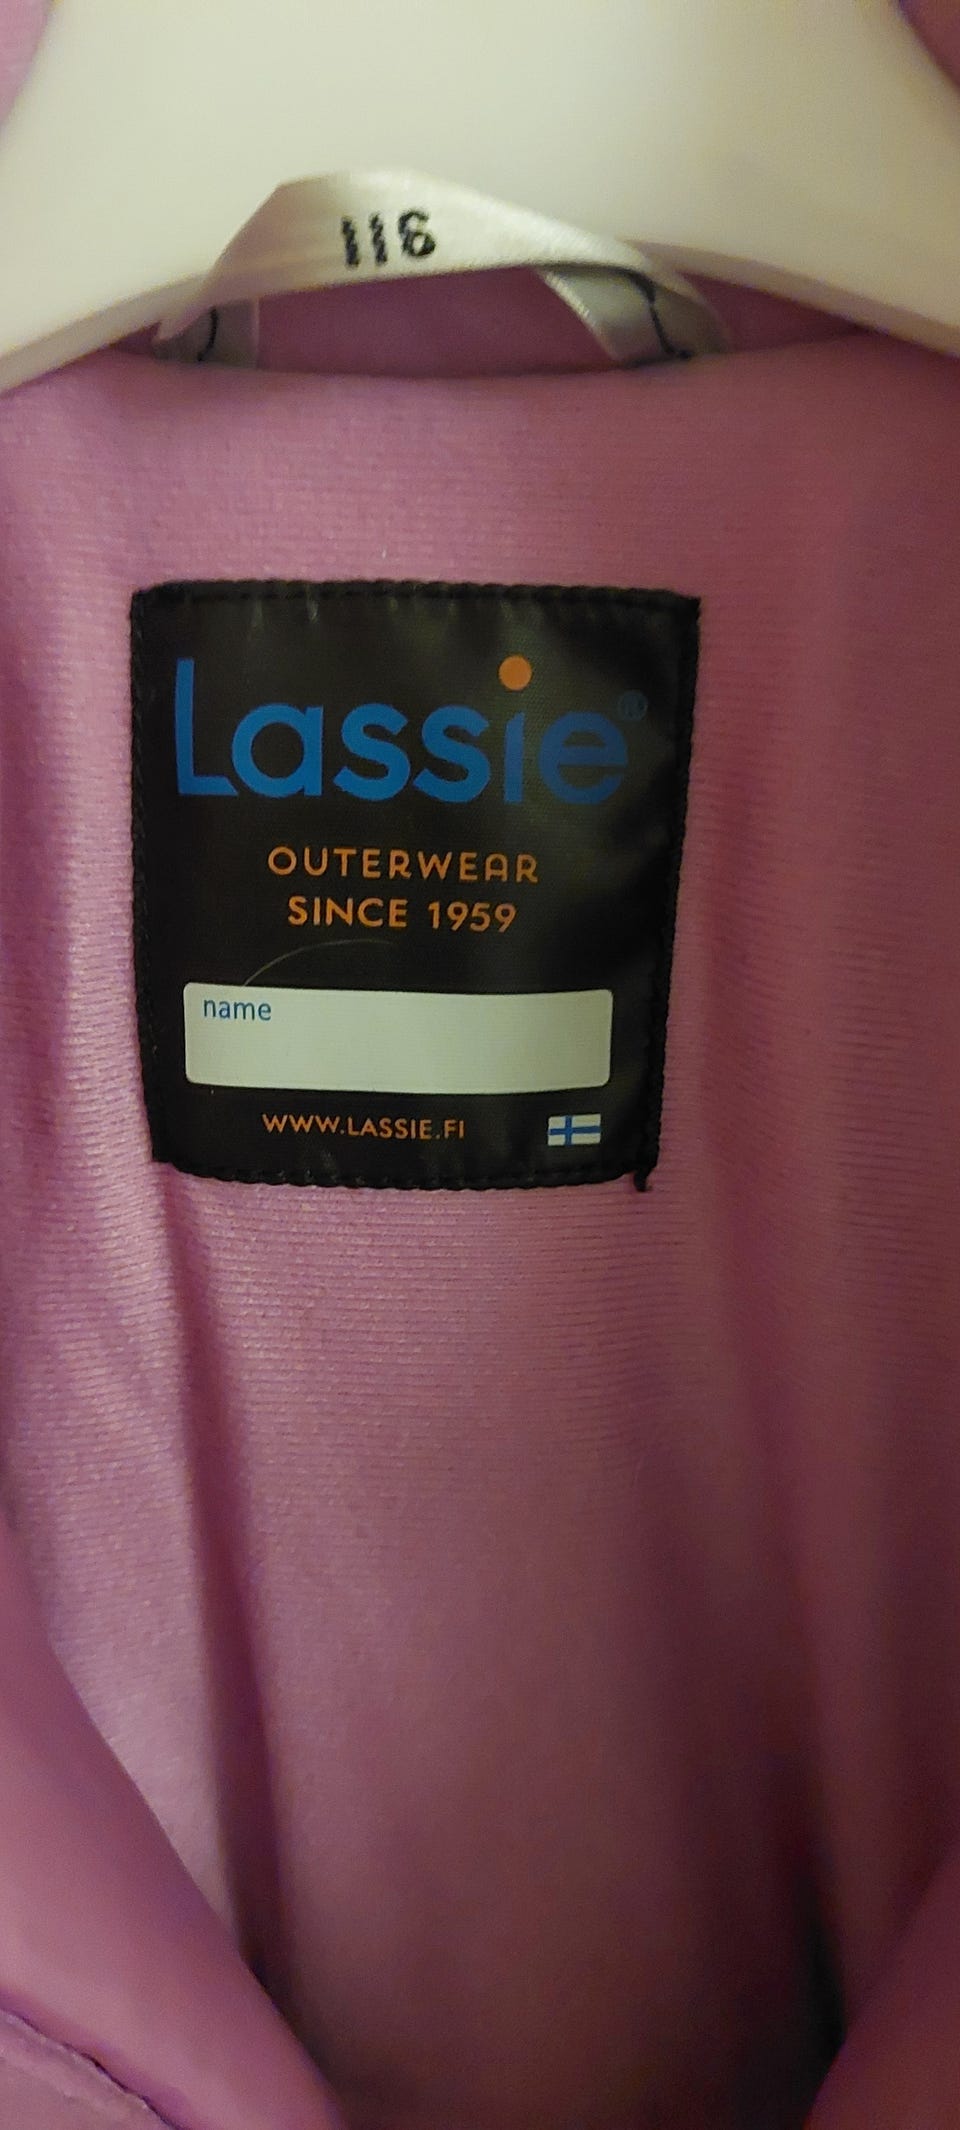 116
Lassie®
OUTERWEAR
SINCE 1959
name
WWW.LASSIE.FI